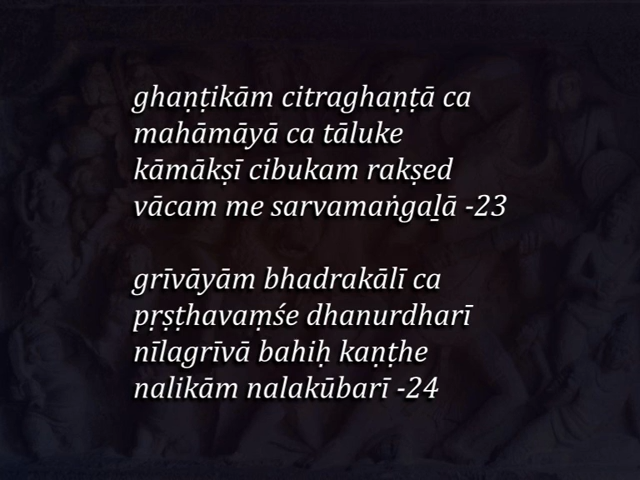 ghaṇṭikām citraghaṇṭā ca
mahāmāyā ca tāluke
kāmākṣī cibukam rakṣed
vācam me sarvamaṅgaḻā -23
grīvāyām bhadrakālī ca
pṛṣṭhavaṃśe dhanurdharī
nīlagrīvā bahiḥ kaṇṭhe
nalikām nalakūbarī -24